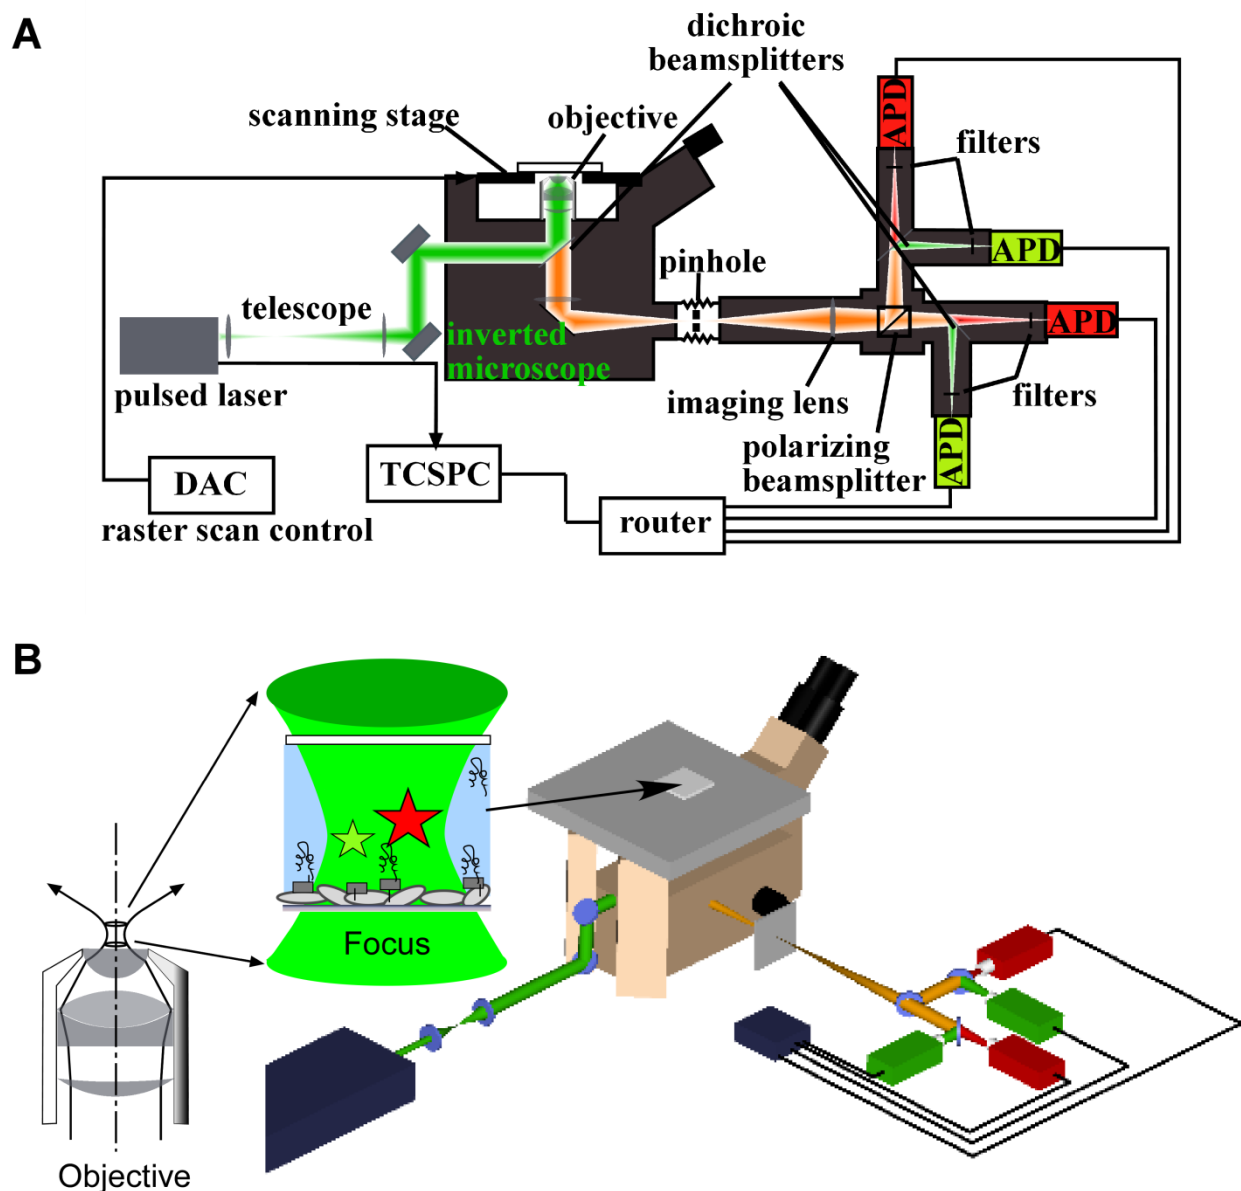 A
dichroic
beamsplitters
scanning stage
objective
APD
filters
APD
pinhole
telescope
inverted
microscope
APD
pulsed laser
imaging lens
filters
APD
polarizing
beamsplitter
TCSPC
DAC
router
raster scan control
B
Focus
Objective